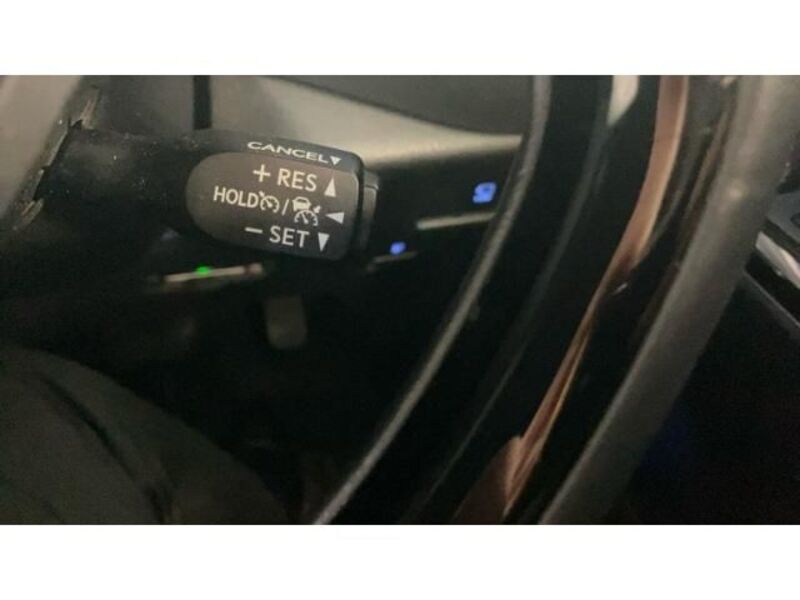 CANCEL▼
+ RES ▲
HOLD / ◄
− SET ▼